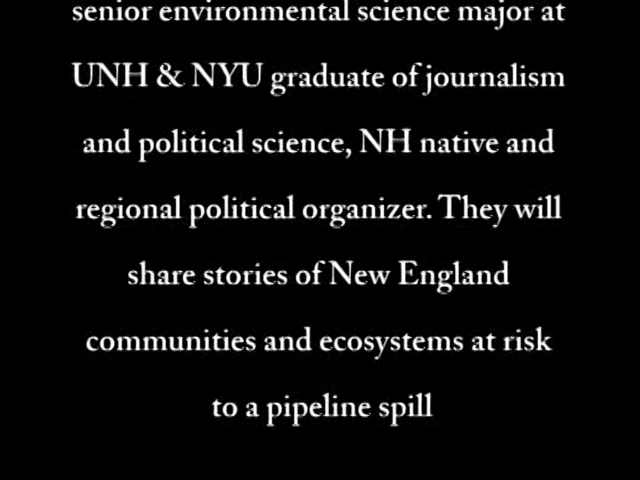 senior environmental science major at
UNH & NYU graduate of journalism
and political science, NH native and
regional political organizer. They will
share stories of New England
communities and ecosystems at risk
to a pipeline spill